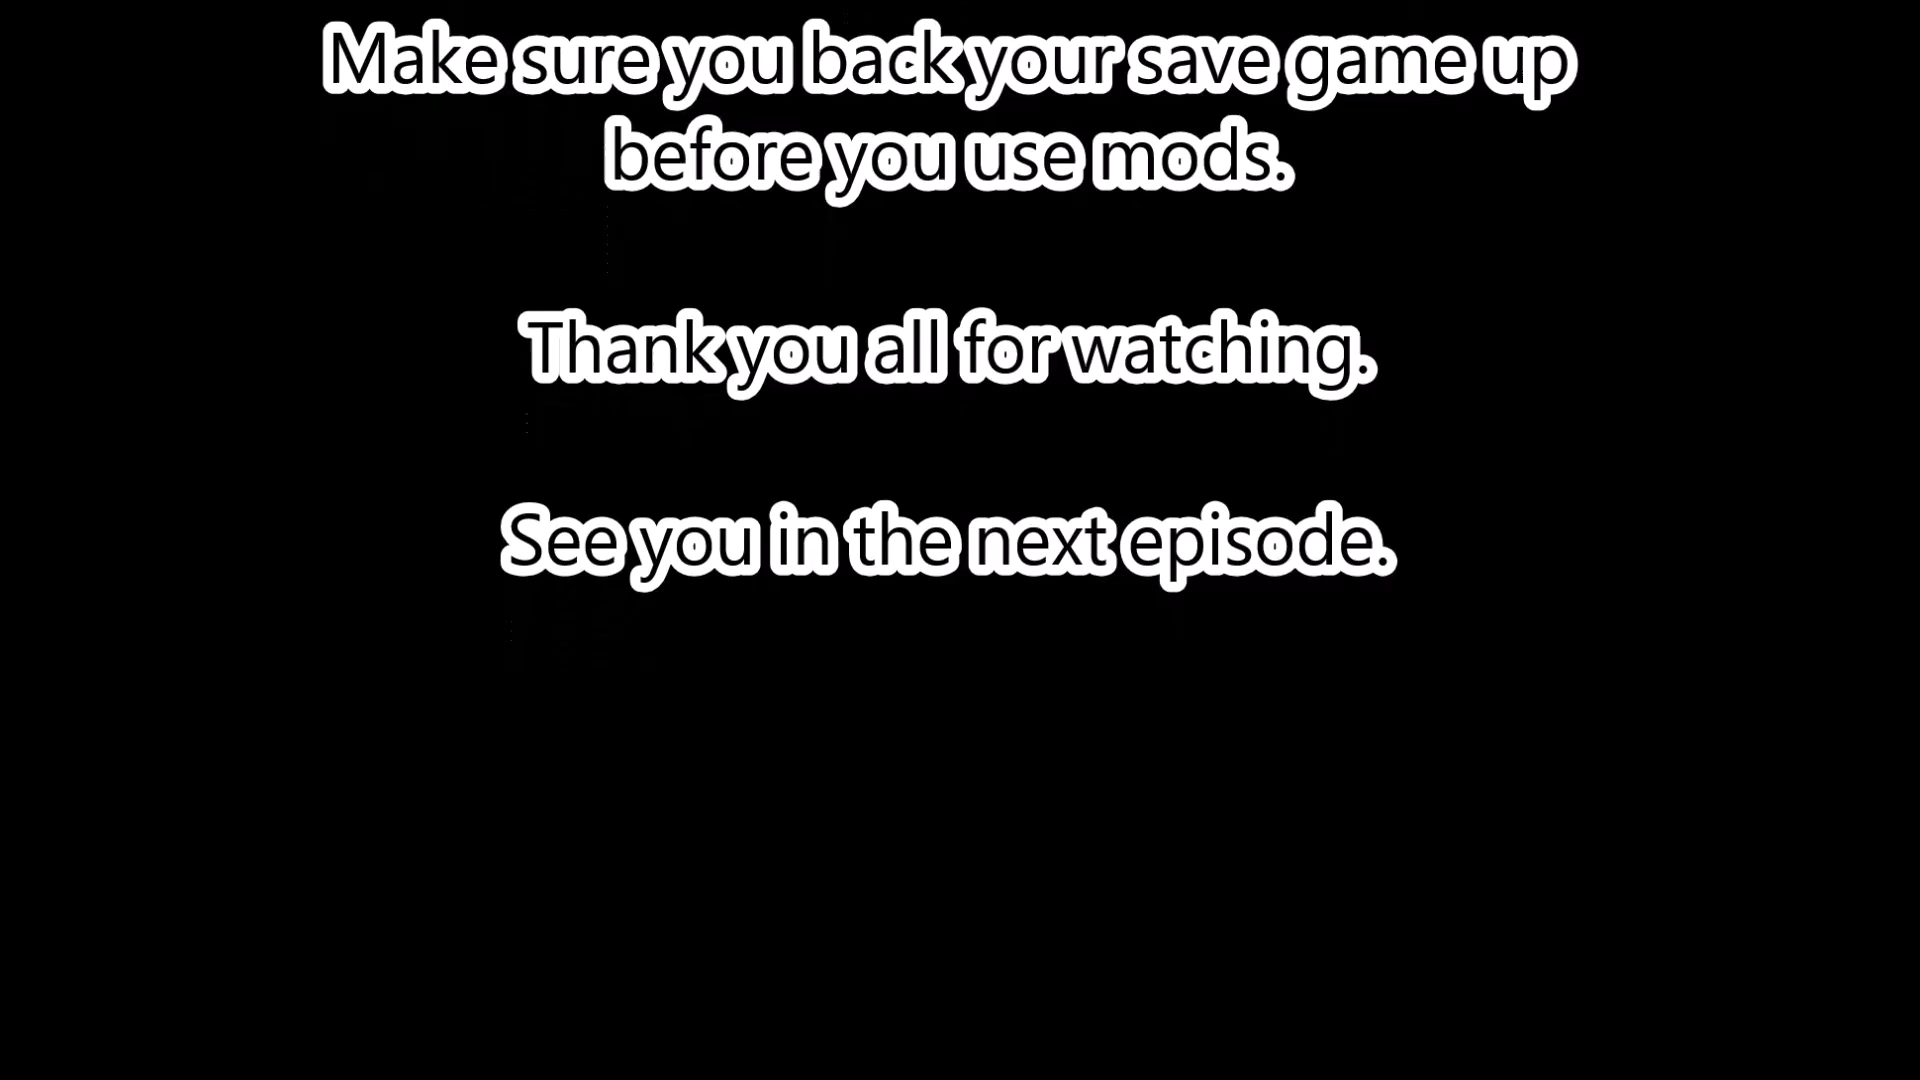 Make sure you back your save game up
before you use mods.
Thank you all for watching.
See you in the next episode.